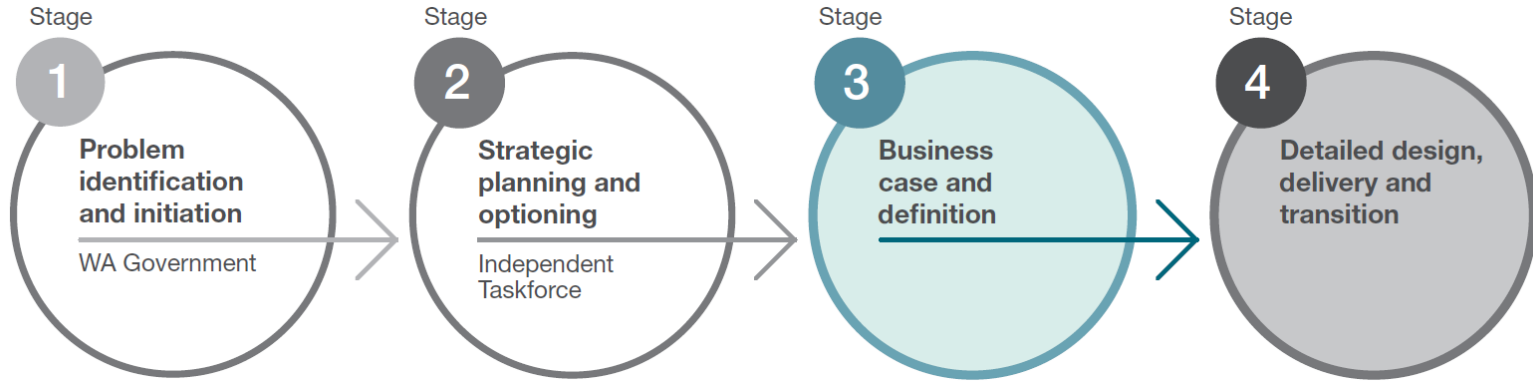 Stage
1
Problem
identification
and initiation
WA Government
Stage
2
Strategic
planning and
optioning
Independent
Taskforce
Stage
3
Business
case and
definition
Stage
4
Detailed design,
delivery and
transition